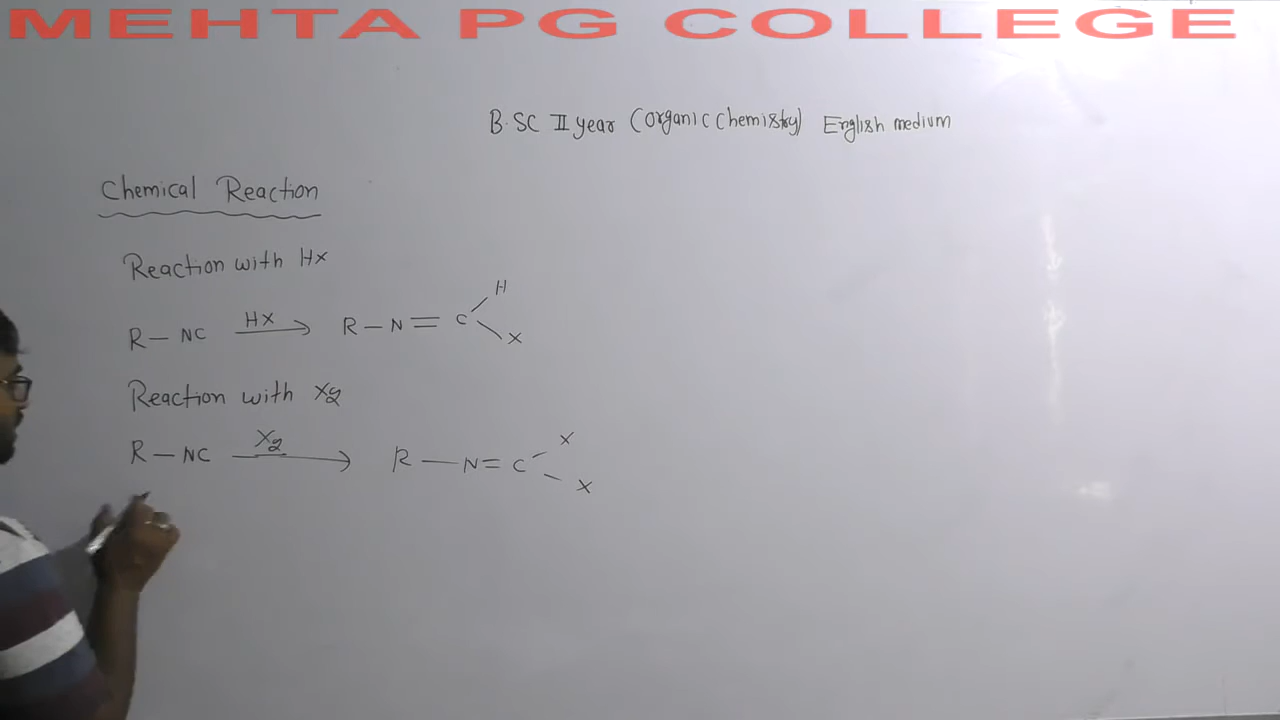 MEHTA PG COLLEGE
B.SC II year (Organic Chemistry) English medium
Chemical Reaction
Reaction with HX
R — NC HX → R — N = C H X
Reaction with X2
R — NC X2 → R — N = C X X